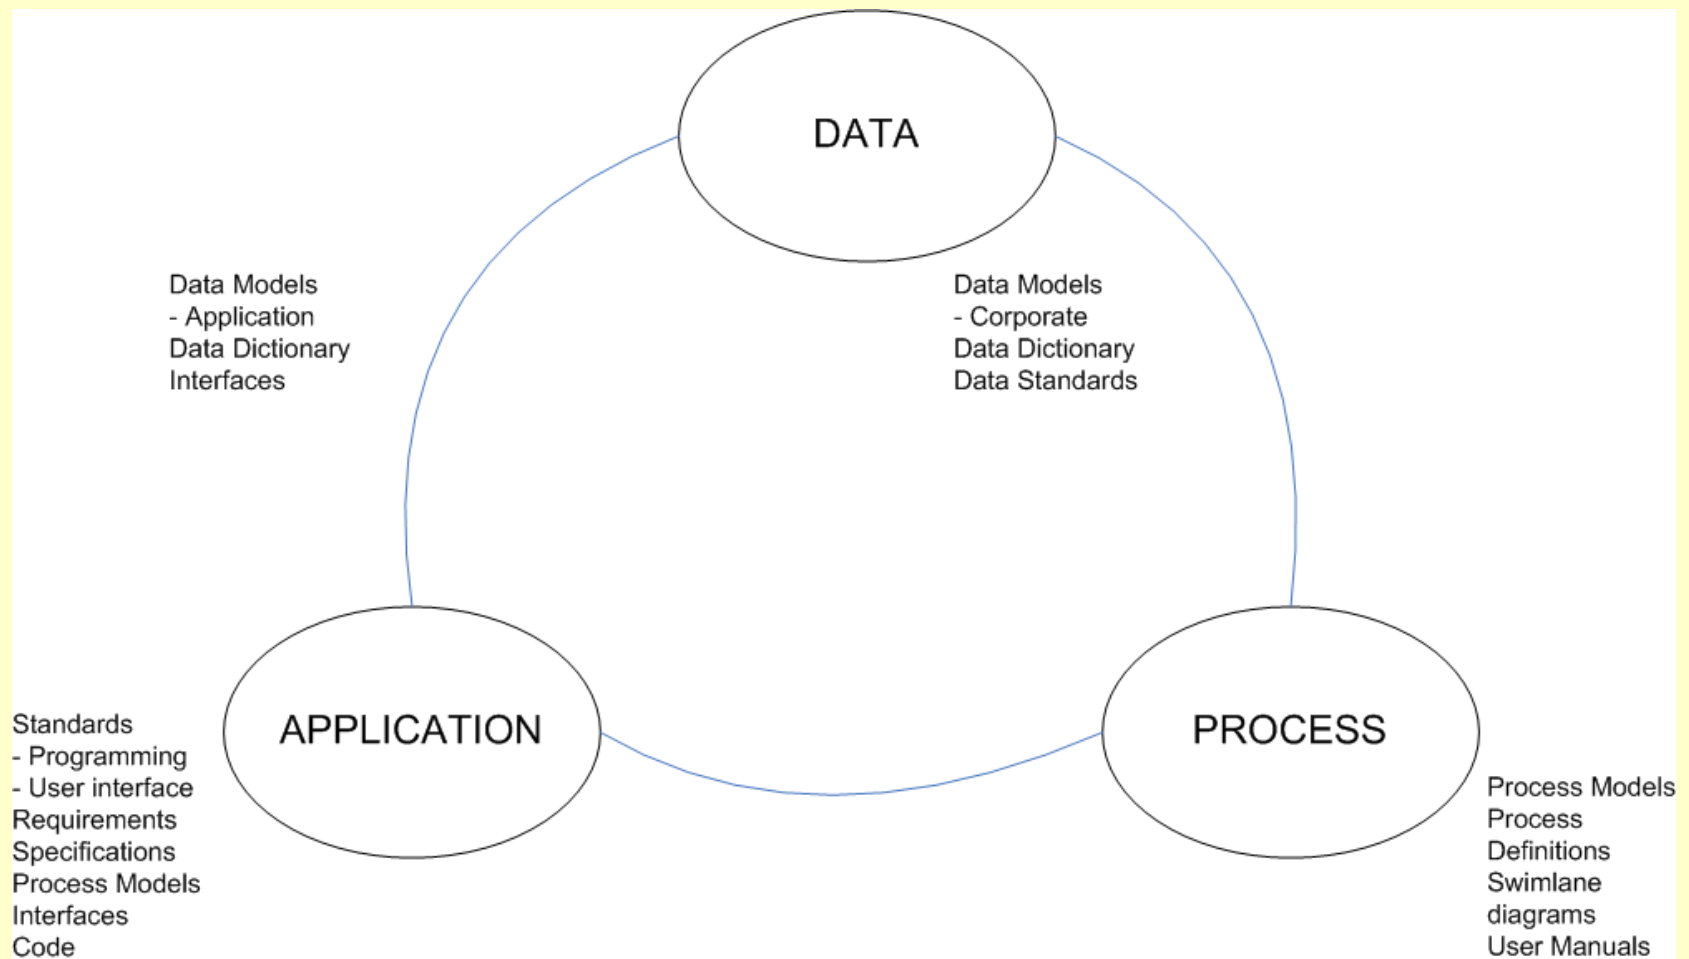 DATA
Data Models
- Application
Data Dictionary
Interfaces
Data Models
- Corporate
Data Dictionary
Data Standards
APPLICATION
PROCESS
Standards
- Programming
- User interface
Requirements
Specifications
Process Models
Interfaces
Code
Process Models
Process
Definitions
Swimlane
diagrams
User Manuals